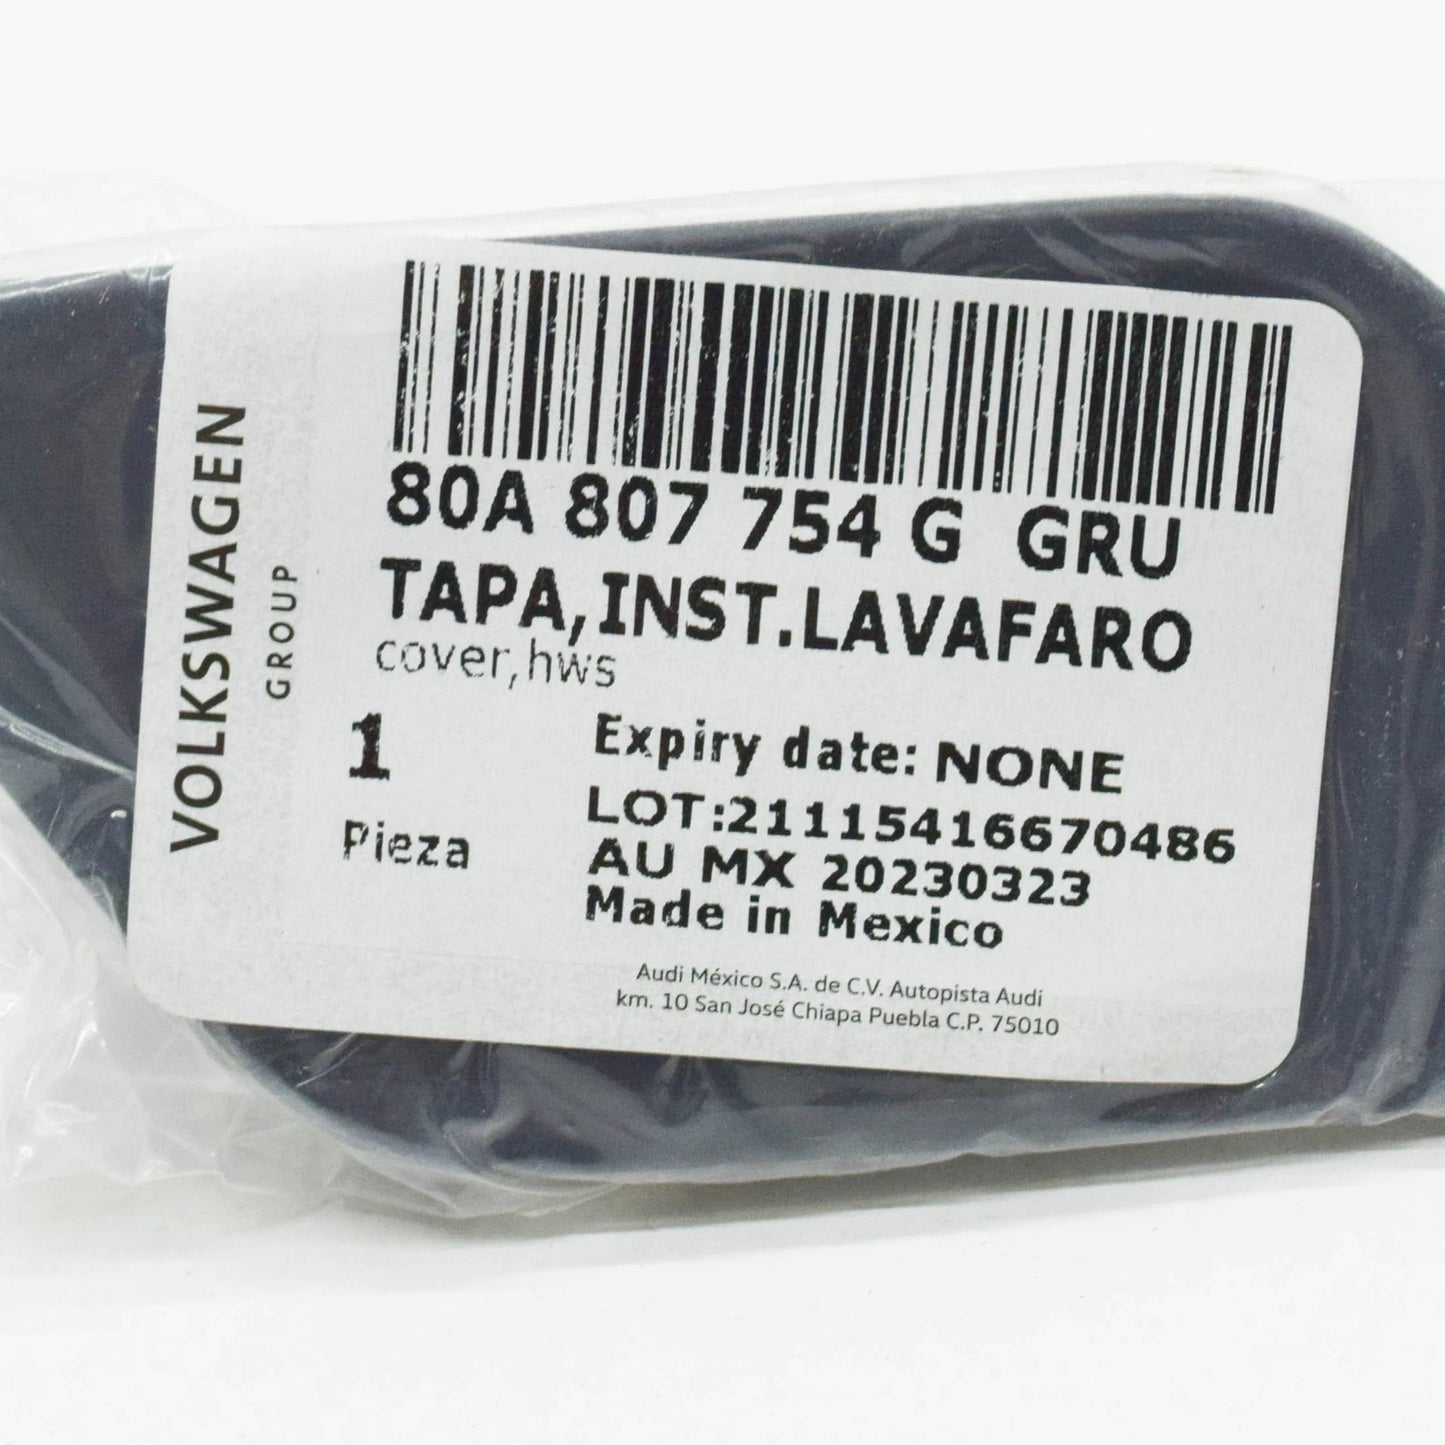 VOLKSWAGEN
GROUP
80A 807 754 G GRU
TAPA,INST.LAVAFARO
cover,hws
1
Pieza
Expiry date: NONE
LOT:21115416670486
AU MX 20230323
Made in Mexico
Audi México S.A. de C.V. Autopista Audi
km. 10 San José Chiapa Puebla C.P. 75010